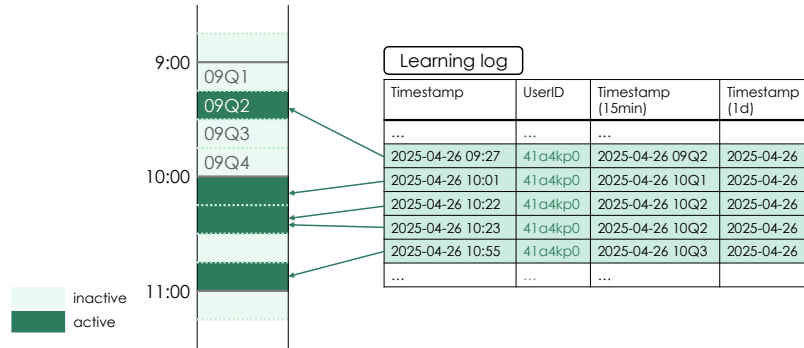 9:00
09Q1
09Q2
09Q3
09Q4
10:00
11:00
inactive
active
Learning log
Timestamp UserID Timestamp (15min) Timestamp (1d)
... ... ...
2025-04-26 09:27 41a4kp0 2025-04-26 09Q2 2025-04-26
2025-04-26 10:01 41a4kp0 2025-04-26 10Q1 2025-04-26
2025-04-26 10:22 41a4kp0 2025-04-26 10Q2 2025-04-26
2025-04-26 10:23 41a4kp0 2025-04-26 10Q2 2025-04-26
2025-04-26 10:55 41a4kp0 2025-04-26 10Q3 2025-04-26
... ... ...